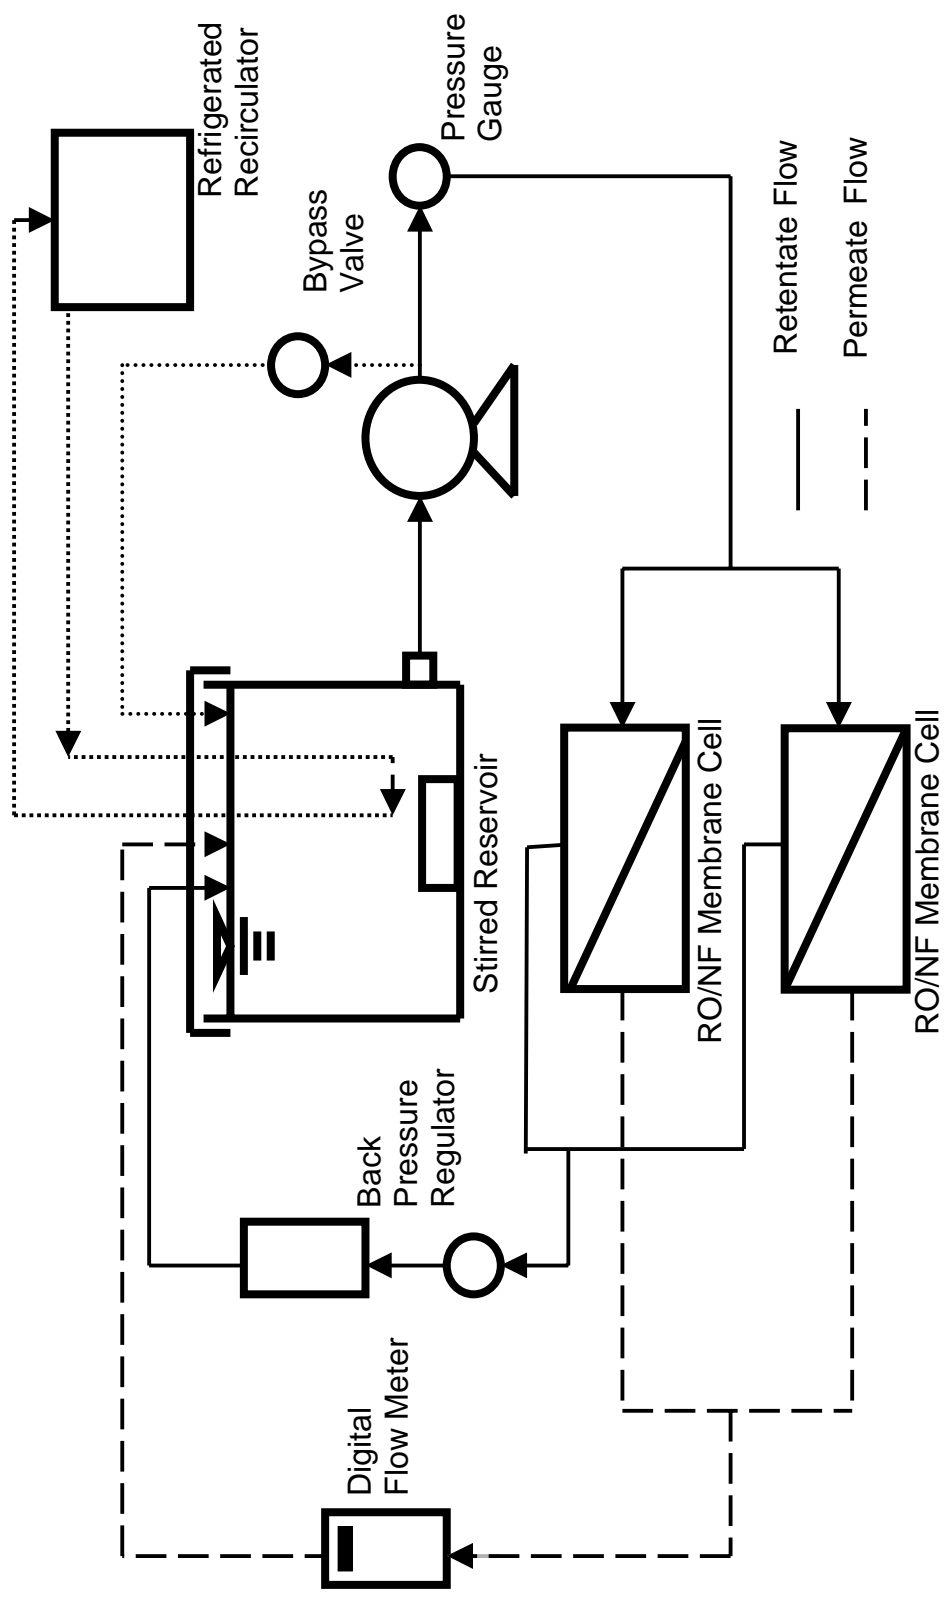 Refrigerated
Recirculator
Pressure
Gauge
Bypass
Valve
Retentate Flow
Permeate Flow
Stirred Reservoir
RO/NF Membrane Cell
RO/NF Membrane Cell
Back
Pressure
Regulator
Digital
Flow Meter